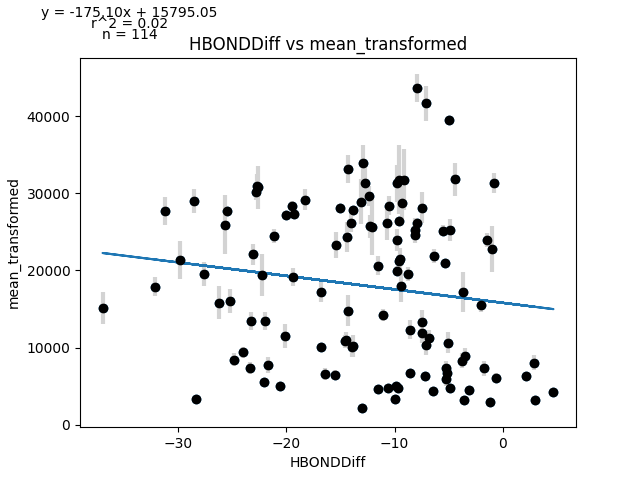 y = -175.10x + 15795.05
r^2 = 0.02
n = 114
HBONDDiff vs mean_transformed
mean_transformed
40000
30000
20000
10000
0
−30
−20
−10
0
HBONDDiff